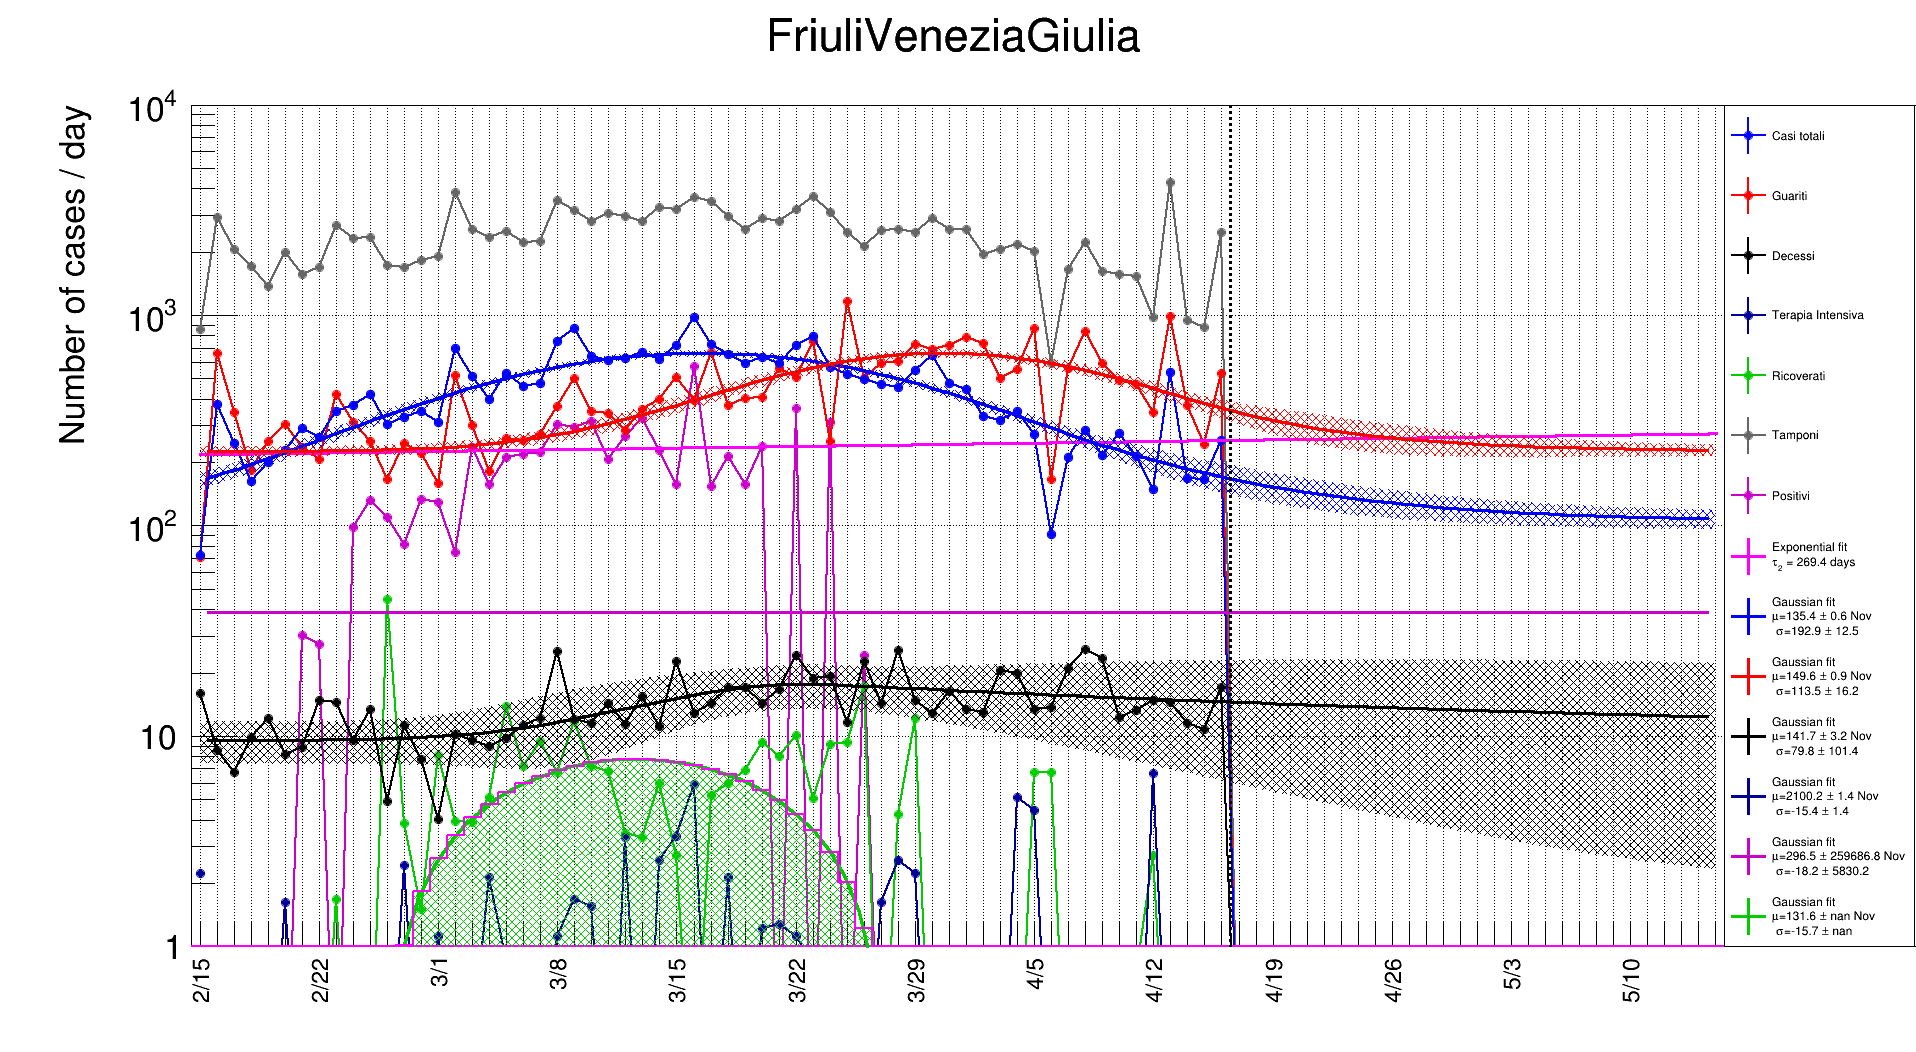 FriuliVeneziaGiulia
Number of cases / day
10⁴
10³
10²
10
1
2/15
2/22
3/1
3/8
3/15
3/22
3/29
4/5
4/12
4/19
4/26
5/3
5/10
Casi totali
Guariti
Decessi
Terapia Intensiva
Ricoverati
Tamponi
Positivi
Exponential fit
τ₂ = 269.4 days
Gaussian fit
μ=135.4 ± 0.6 Nov
σ=192.9 ± 12.5
Gaussian fit
μ=149.6 ± 0.9 Nov
σ=113.5 ± 16.2
Gaussian fit
μ=141.7 ± 3.2 Nov
σ=79.8 ± 101.4
Gaussian fit
μ=2100.2 ± 1.4 Nov
σ=-15.4 ± 1.4
Gaussian fit
μ=296.5 ± 259686.8 Nov
σ=-18.2 ± 5830.2
Gaussian fit
μ=131.6 ± nan Nov
σ=-15.7 ± nan